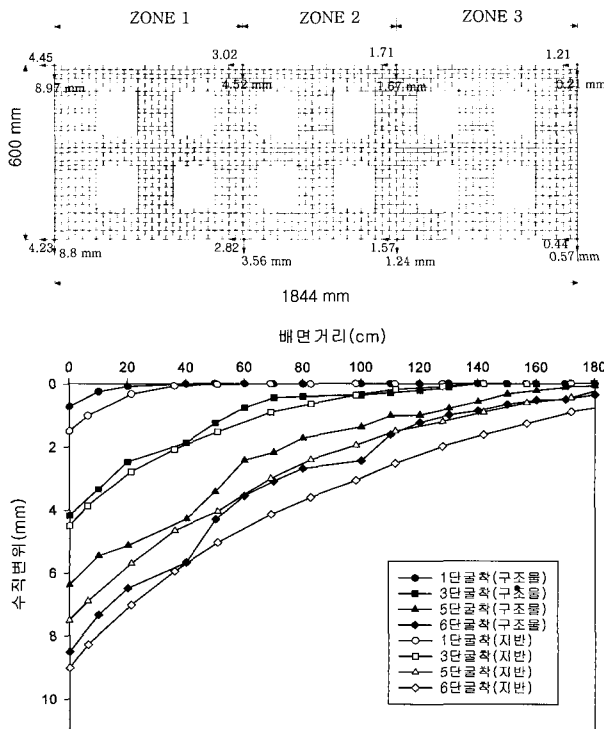 ZONE 1 ZONE 2 ZONE 3
4.45 3.02 1.71 1.21
8.97 mm 4.52 mm 1.67 mm 0.21 mm
600 mm
4.23 2.82 1.57 0.44
8.8 mm 3.56 mm 1.24 mm 0.57 mm
1844 mm
배면거리(cm)
0 20 40 60 80 100 120 140 160 180
0
2
4
6
8
10
수직변위(mm)
1단굴착(구조물)
3단굴착(구조물)
5단굴착(구조물)
6단굴착(구조물)
1단굴착(지반)
3단굴착(지반)
5단굴착(지반)
6단굴착(지반)